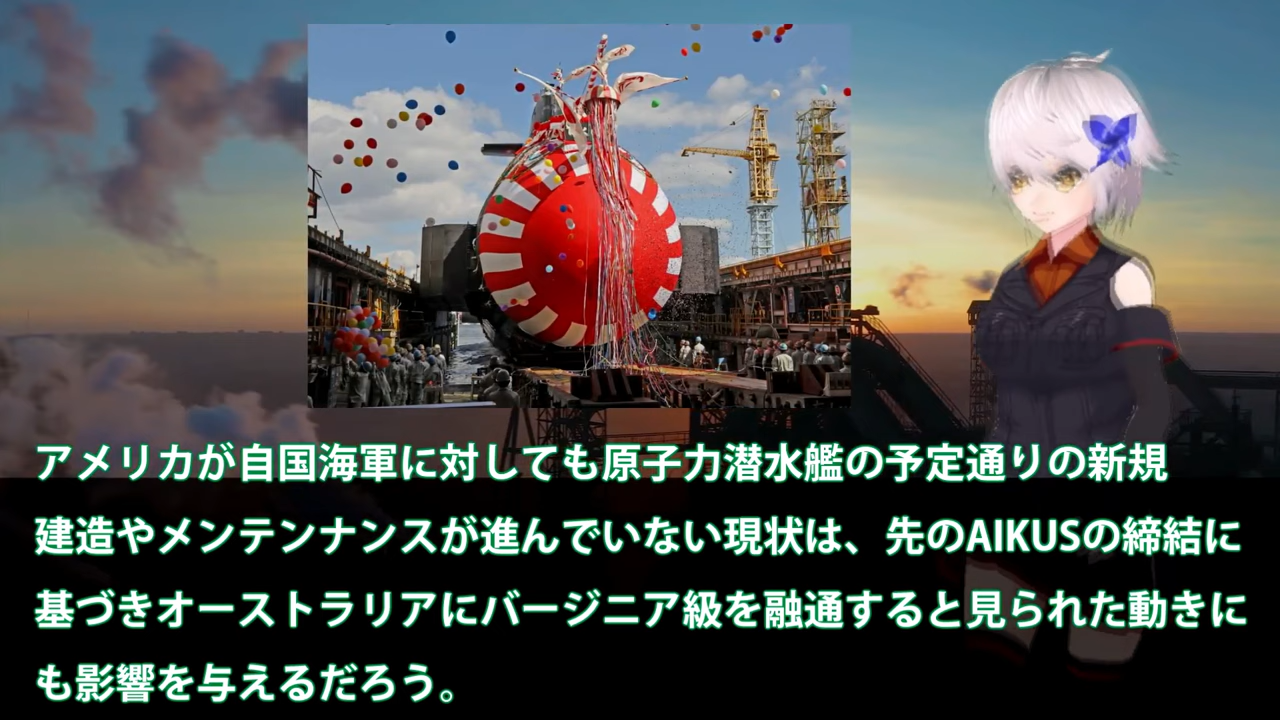 アメリカが自国海軍に対しても原子力潜水艦の予定通りの新規
建造やメンテンナンスが進んでいない現状は、先のAIKUSの締結に
基づきオーストラリアにバージニア級を融通すると見られた動きに
も影響を与えるだろう。